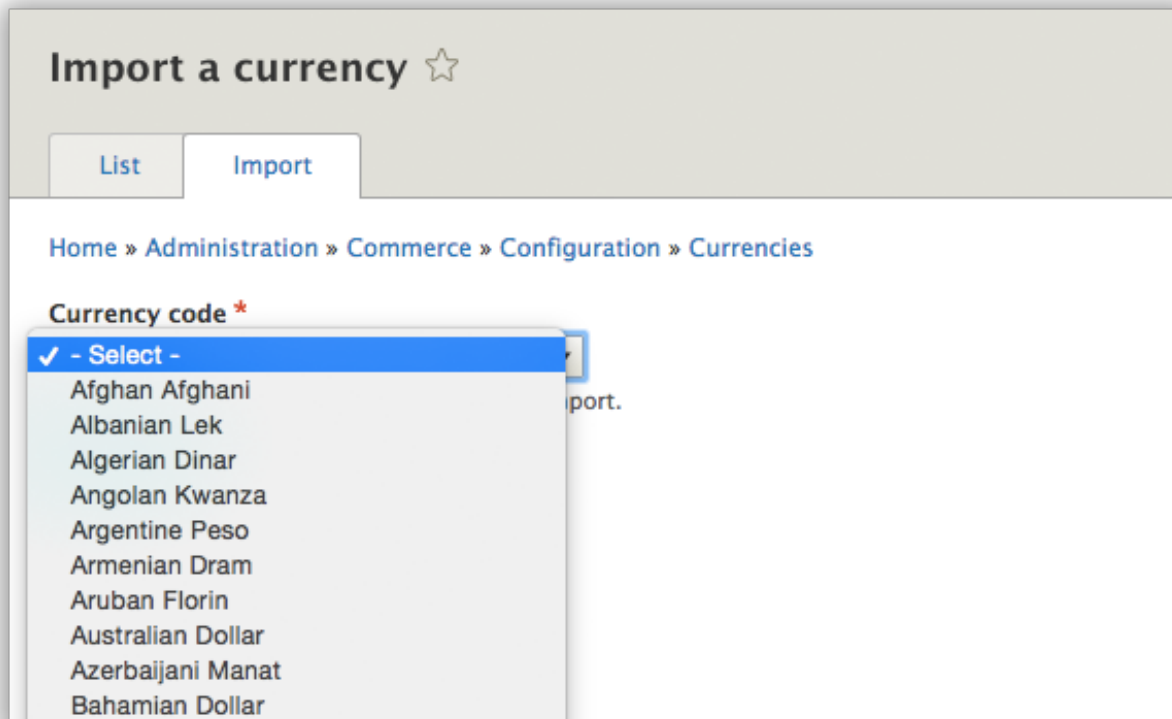 Import a currency
List Import
Home » Administration » Commerce » Configuration » Currencies
Currency code *
- Select -
Afghan Afghani
port.
Albanian Lek
Algerian Dinar
Angolan Kwanza
Argentine Peso
Armenian Dram
Aruban Florin
Australian Dollar
Azerbaijani Manat
Bahamian Dollar